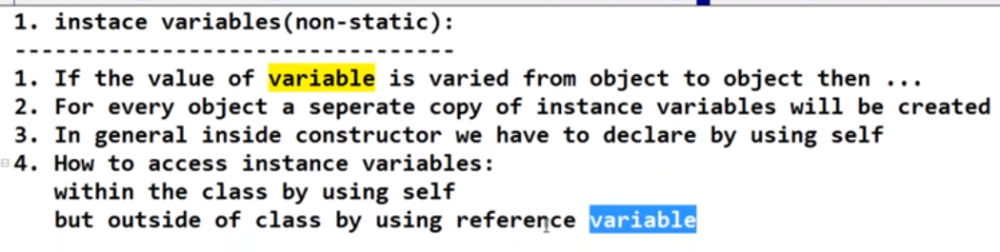 1. instace variables(non-static):
---------------------------------
1. If the value of variable is varied from object to object then ...
2. For every object a seperate copy of instance variables will be created
3. In general inside constructor we have to declare by using self
4. How to access instance variables:
within the class by using self
but outside of class by using reference variable